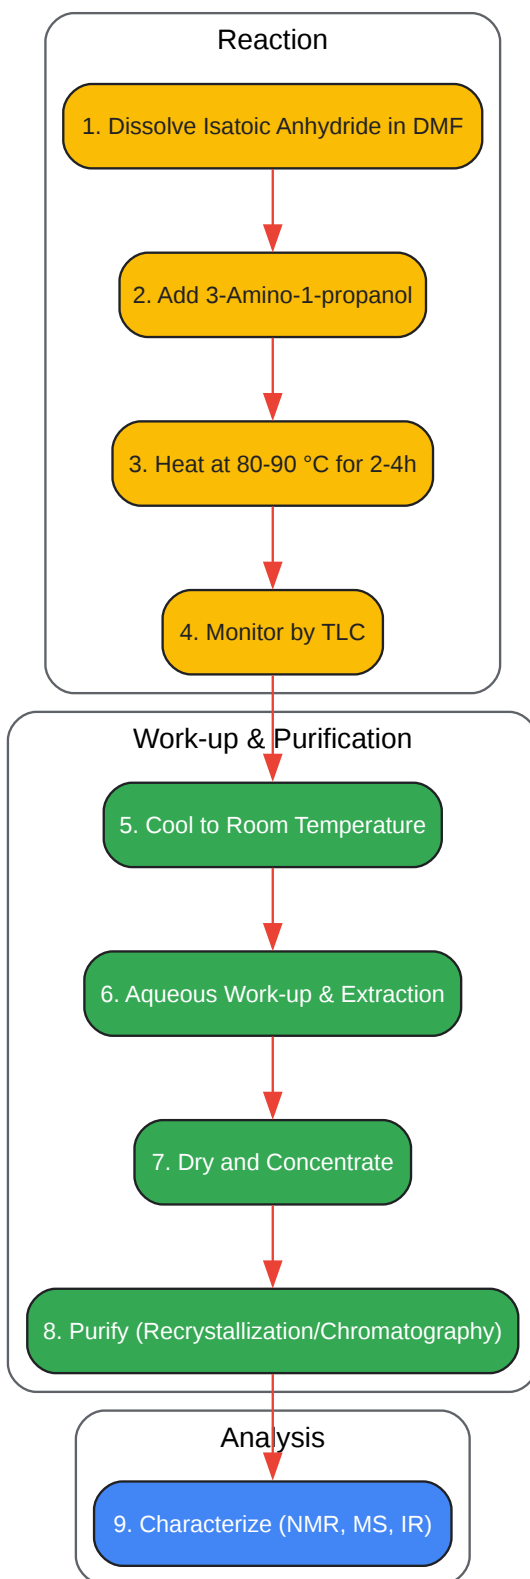 Reaction
1. Dissolve Isatoic Anhydride in DMF
2. Add 3-Amino-1-propanol
3. Heat at 80-90 °C for 2-4h
4. Monitor by TLC
Work-up & Purification
5. Cool to Room Temperature
6. Aqueous Work-up & Extraction
7. Dry and Concentrate
8. Purify (Recrystallization/Chromatography)
Analysis
9. Characterize (NMR, MS, IR)